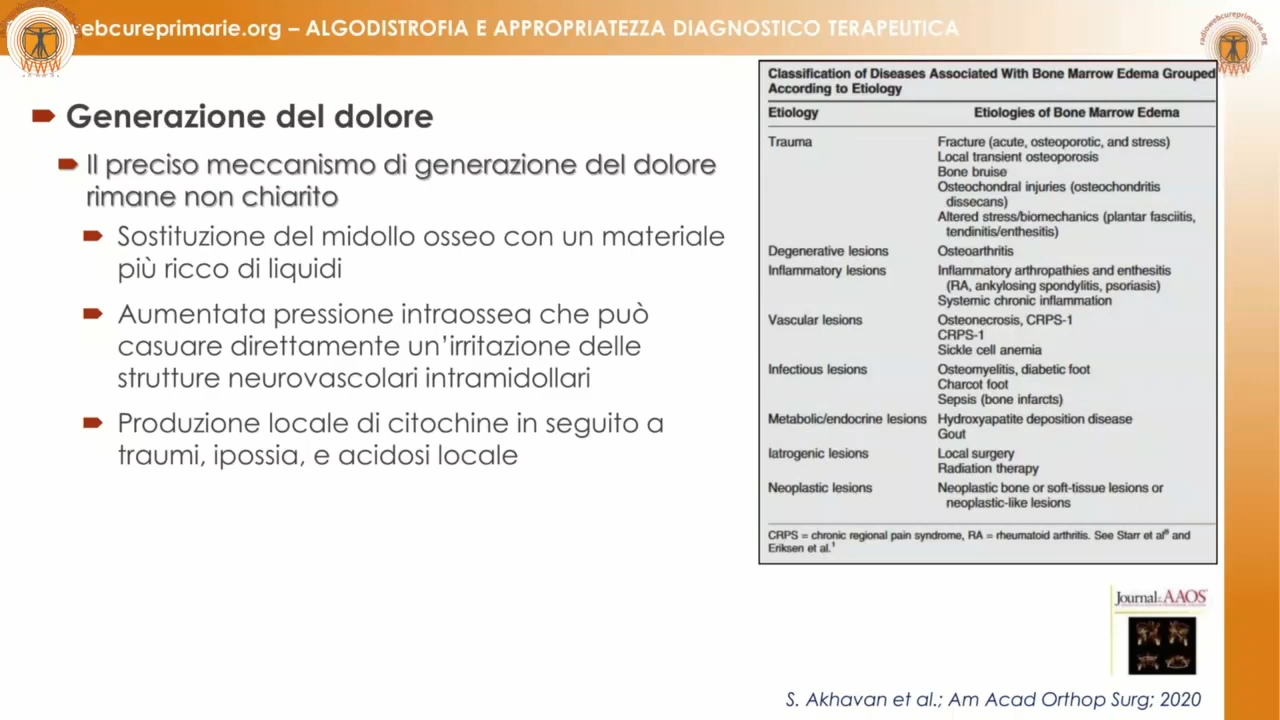 ebcureprimarie.org – ALGODISTROFIA E APPROPRIATEZZA DIAGNOSTICO TERAPEUTICA
www
radiowebcureprimarie.org
www
Generazione del dolore
Il preciso meccanismo di generazione del dolore
rimane non chiarito
Sostituzione del midollo osseo con un materiale
più ricco di liquidi
Aumentata pressione intraossea che può
casuare direttamente un’irritazione delle
strutture neurovascolari intramidollari
Produzione locale di citochine in seguito a
traumi, ipossia, e acidosi locale
Classification of Diseases Associated With Bone Marrow Edema Grouped
According to Etiology
Etiology Etiologies of Bone Marrow Edema
Trauma Fracture (acute, osteoporotic, and stress)
Local transient osteoporosis
Bone bruise
Osteochondral injuries (osteochondritis
dissecans)
Altered stress/biomechanics (plantar fasciitis,
tendinitis/enthesitis)
Degenerative lesions Osteoarthritis
Inflammatory lesions Inflammatory arthropathies and enthesitis
(RA, ankylosing spondylitis, psoriasis)
Systemic chronic inflammation
Vascular lesions Osteonecrosis, CRPS-1
CRPS-1
Sickle cell anemia
Infectious lesions Osteomyelitis, diabetic foot
Charcot foot
Sepsis (bone infarcts)
Metabolic/endocrine lesions Hydroxyapatite deposition disease
Gout
Iatrogenic lesions Local surgery
Radiation therapy
Neoplastic lesions Neoplastic bone or soft-tissue lesions or
neoplastic-like lesions
CRPS = chronic regional pain syndrome, RA = rheumatoid arthritis. See Starr et al and
Eriksen et al.¹
Journal of the AAOS
S. Akhavan et al.; Am Acad Orthop Surg; 2020